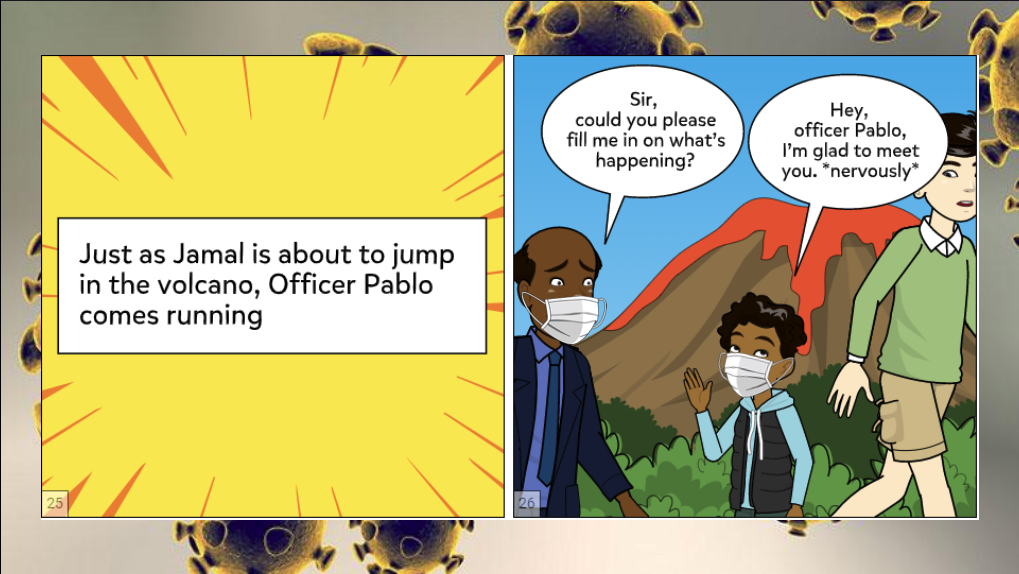 Just as Jamal is about to jump
in the volcano, Officer Pablo
comes running
25
Sir,
could you please
fill me in on what's
happening?
Hey,
officer Pablo,
I'm glad to meet
you. *nervously*
26